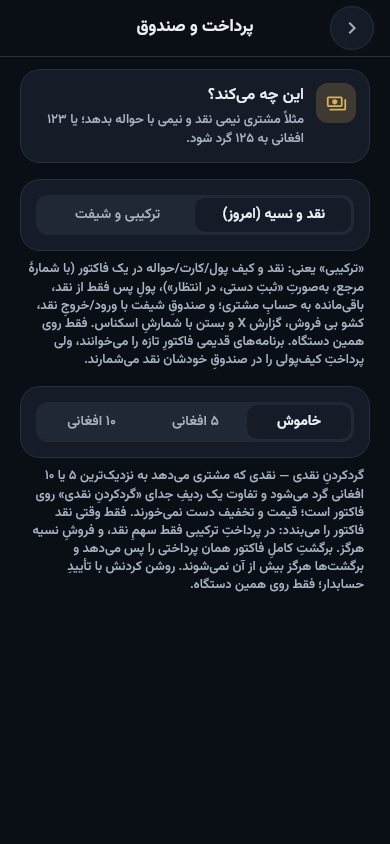 پرداخت و صندوق
این چه می‌کند؟
مثلاً مشتری نیمی نقد و نیمی با حواله بدهد؛ یا ۱۲۳
افغانی به ۱۲۵ گرد شود.
نقد و نسیه (امروز)
ترکیبی و شیفت
«ترکیبی» یعنی: نقد و کیف پول/کارت/حواله در یک فاکتور (با شمارهٔ
مرجع، به‌صورتِ «ثبتِ دستی، در انتظار»)، پولِ پس فقط از نقد،
باقی‌مانده به حسابِ مشتری؛ و صندوقِ شیفت با ورود/خروجِ نقد،
کشو بی فروش، گزارش X و بستن با شمارشِ اسکناس. فقط روی
همین دستگاه. برنامه‌های قدیمی فاکتورِ تازه را می‌خوانند، ولی
پرداختِ کیف‌پولی را در صندوقِ خودشان نقد می‌شمارند.
خاموش
۵ افغانی
۱۰ افغانی
گردکردنِ نقدی — نقدی که مشتری می‌دهد به نزدیک‌ترین ۵ یا ۱۰
افغانی گرد می‌شود و تفاوت یک ردیفِ جدای «گردکردنِ نقدی» روی
فاکتور است؛ قیمت و تخفیف دست نمی‌خورند. فقط وقتی نقد
فاکتور را می‌بندد: در پرداختِ ترکیبی فقط سهمِ نقد، و فروشِ نسیه
هرگز. برگشتِ کاملِ فاکتور همان پرداختی را پس می‌دهد و
برگشت‌ها هرگز بیش از آن نمی‌شوند. روشن کردنش با تأییدِ
حسابدار؛ فقط روی همین دستگاه.